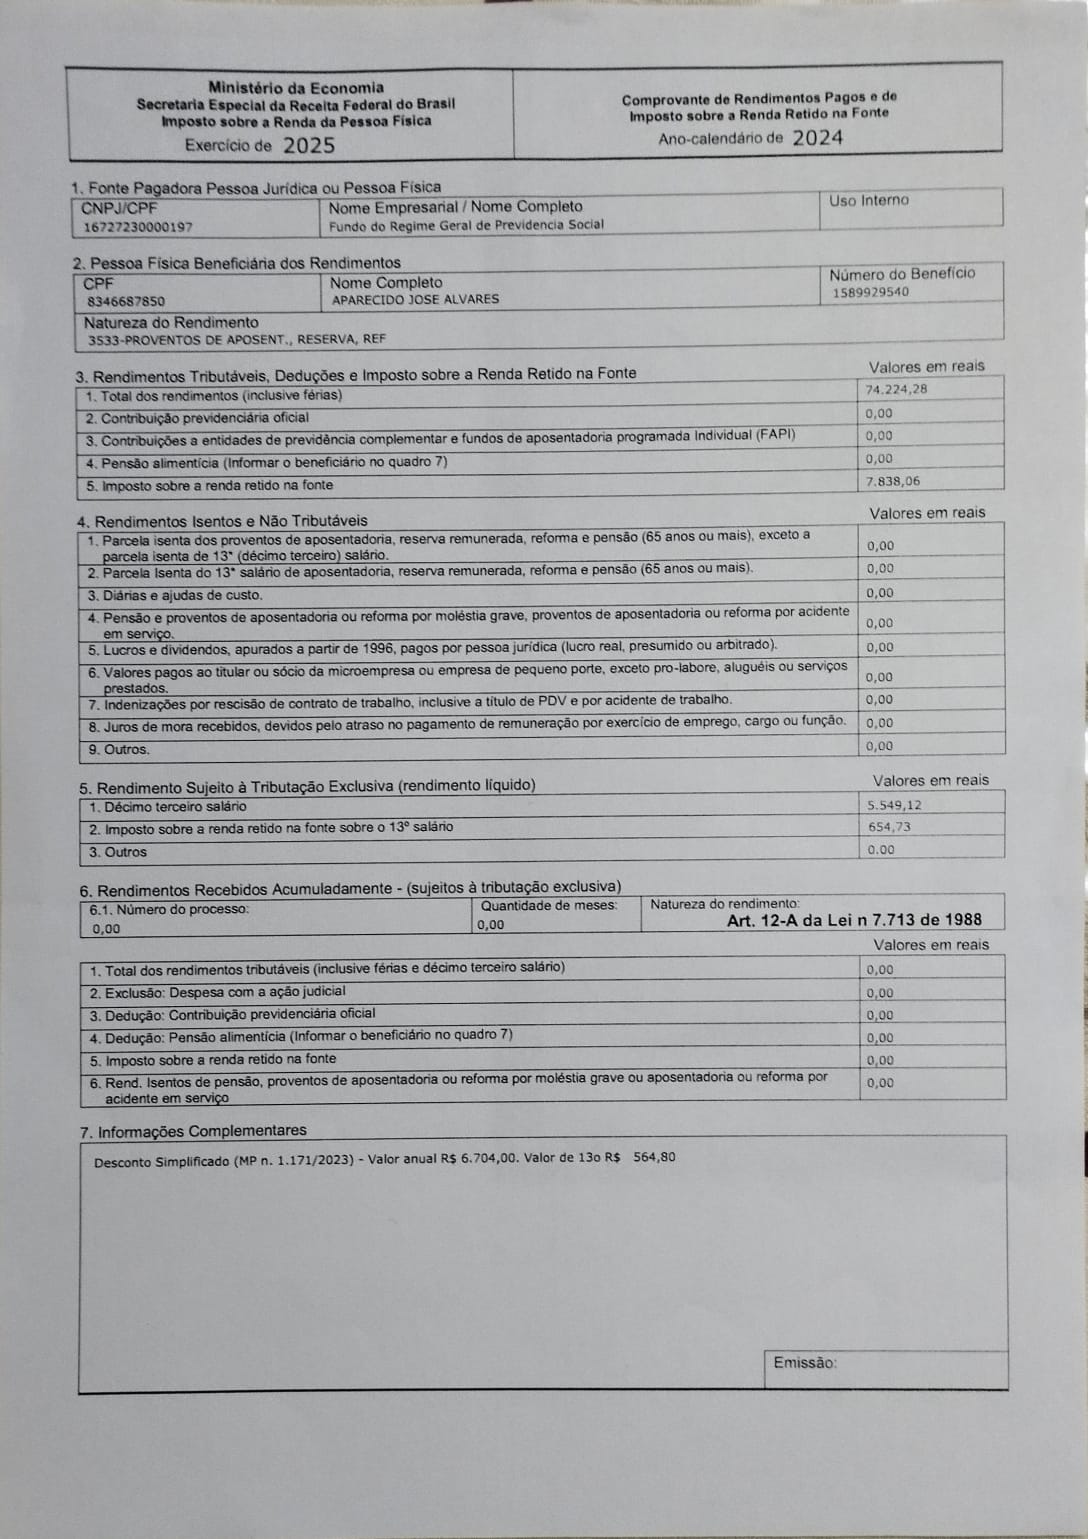 Ministério da Economia
Secretaria Especial da Receita Federal do Brasil
Imposto sobre a Renda da Pessoa Física
Exercício de 2025
Comprovante de Rendimentos Pagos e de
Imposto sobre a Renda Retido na Fonte
Ano-calendário de 2024
1. Fonte Pagadora Pessoa Jurídica ou Pessoa Física
CNPJ/CPF
16727230000197
Nome Empresarial / Nome Completo
Fundo do Regime Geral de Previdencia Social
Uso Interno
2. Pessoa Física Beneficiária dos Rendimentos
CPF
8346687850
Nome Completo
APARECIDO JOSE ALVARES
Número do Benefício
1589929540
Natureza do Rendimento
3533-PROVENTOS DE APOSENT., RESERVA, REF
3. Rendimentos Tributáveis, Deduções e Imposto sobre a Renda Retido na Fonte Valores em reais
1. Total dos rendimentos (inclusive férias) 74.224,28
2. Contribuição previdenciária oficial 0,00
3. Contribuições a entidades de previdência complementar e fundos de aposentadoria programada Individual (FAPI) 0,00
4. Pensão alimentícia (Informar o beneficiário no quadro 7) 0,00
5. Imposto sobre a renda retido na fonte 7.838,06
4. Rendimentos Isentos e Não Tributáveis Valores em reais
1. Parcela isenta dos proventos de aposentadoria, reserva remunerada, reforma e pensão (65 anos ou mais), exceto a
parcela isenta de 13° (décimo terceiro) salário. 0,00
2. Parcela Isenta do 13° salário de aposentadoria, reserva remunerada, reforma e pensão (65 anos ou mais). 0,00
3. Diárias e ajudas de custo. 0,00
4. Pensão e proventos de aposentadoria ou reforma por moléstia grave, proventos de aposentadoria ou reforma por acidente
em serviço. 0,00
5. Lucros e dividendos, apurados a partir de 1996, pagos por pessoa jurídica (lucro real, presumido ou arbitrado). 0,00
6. Valores pagos ao titular ou sócio da microempresa ou empresa de pequeno porte, exceto pro-labore, aluguéis ou serviços
prestados. 0,00
7. Indenizações por rescisão de contrato de trabalho, inclusive a título de PDV e por acidente de trabalho. 0,00
8. Juros de mora recebidos, devidos pelo atraso no pagamento de remuneração por exercício de emprego, cargo ou função. 0,00
9. Outros. 0,00
5. Rendimento Sujeito à Tributação Exclusiva (rendimento líquido) Valores em reais
1. Décimo terceiro salário 5.549,12
2. Imposto sobre a renda retido na fonte sobre o 13º salário 654,73
3. Outros 0.00
6. Rendimentos Recebidos Acumuladamente - (sujeitos à tributação exclusiva)
6.1. Número do processo:
0,00
Quantidade de meses:
0,00
Natureza do rendimento:
Art. 12-A da Lei n 7.713 de 1988
Valores em reais
1. Total dos rendimentos tributáveis (inclusive férias e décimo terceiro salário) 0,00
2. Exclusão: Despesa com a ação judicial 0,00
3. Dedução: Contribuição previdenciária oficial 0,00
4. Dedução: Pensão alimentícia (Informar o beneficiário no quadro 7) 0,00
5. Imposto sobre a renda retido na fonte 0,00
6. Rend. Isentos de pensão, proventos de aposentadoria ou reforma por moléstia grave ou aposentadoria ou reforma por
acidente em serviço 0,00
7. Informações Complementares
Desconto Simplificado (MP n. 1.171/2023) - Valor anual R$ 6.704,00. Valor de 13o R$ 564,80
Emissão: